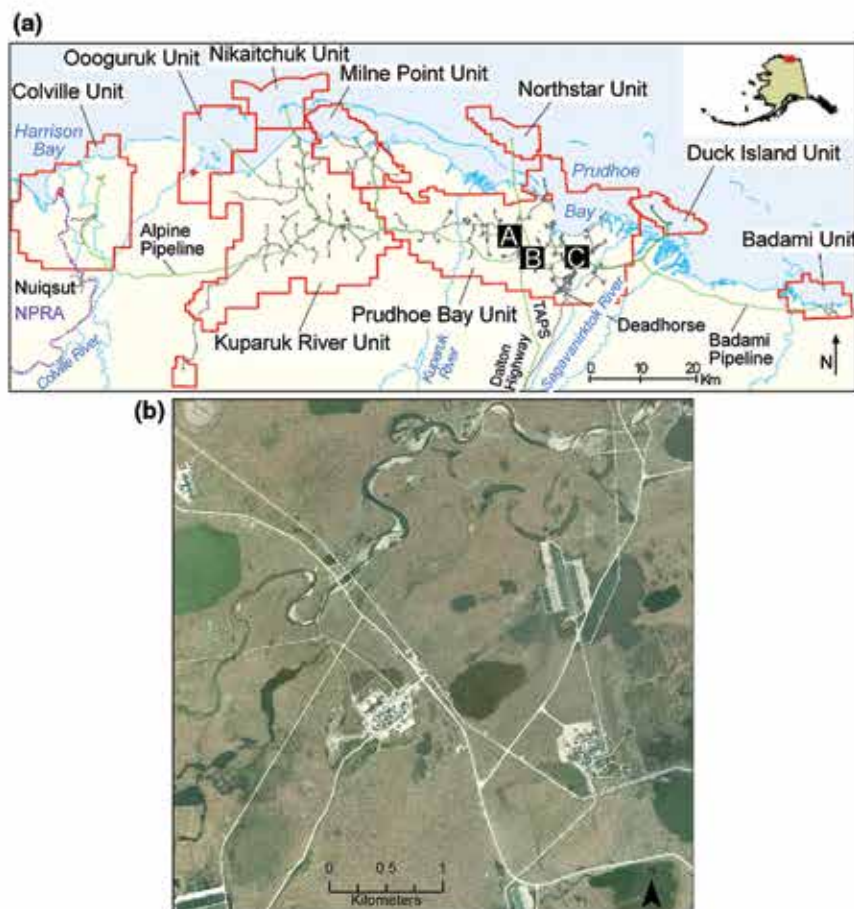 (a)
Nikaitchuk Unit
Oooguruk Unit
Milne Point Unit
Colville Unit
Northstar Unit
Harrison
Bay
Prudhoe
Bay
Duck Island Unit
Badami Unit
Alpine
Pipeline
A
B
C
Nuiqsut
NPRA
Colville River
Kuparuk River Unit
Prudhoe Bay Unit
Kuparuk
River
TAPS
Dalton
Highway
Sagavanirktok River
Deadhorse
Badami
Pipeline
N
0 10 20
Km
(b)
0 0 5 1
Kilometers